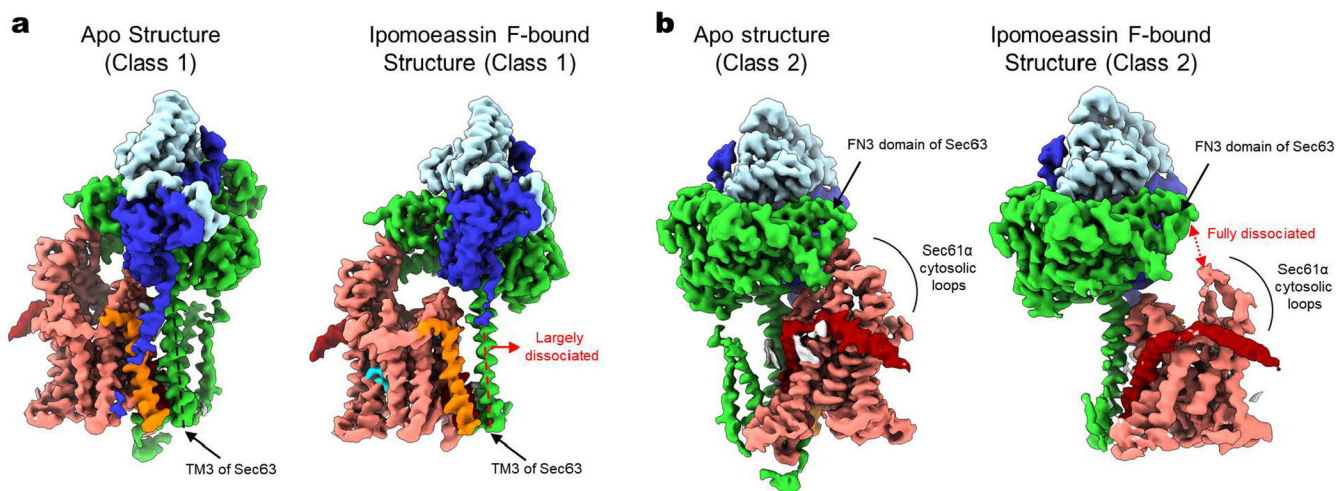 a
Apo Structure
(Class 1)
Ipomoeassin F-bound
Structure (Class 1)
Largely
dissociated
TM3 of Sec63
TM3 of Sec63
b
Apo structure
(Class 2)
Ipomoeassin F-bound
Structure (Class 2)
FN3 domain of Sec63
FN3 domain of Sec63
Sec61α
cytosolic
loops
Fully dissociated
Sec61α
cytosolic
loops